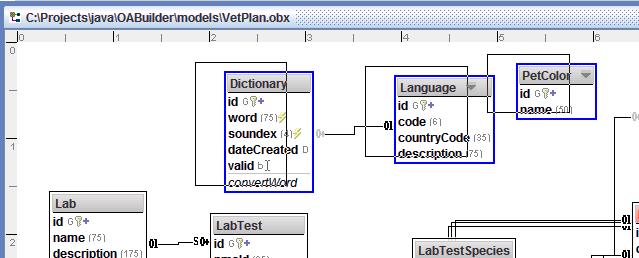 C:\Projects\java\OABuilder\models\VetPlan.obx
0 1 2 3 4 5 6
0
1
2
Dictionary
id G +
word (75)
soundex (4)
dateCreated D
valid b
convertWord
0∞
01
Language
id G +
code (6)
countryCode (35)
description (75)
PetColor
id G +
name (50)
Lab
id G +
name (75)
description (175)
01
S 0+
LabTest
id G +
LabTestSpecies
01
01